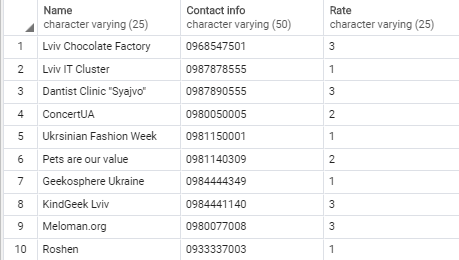 Name Contact info Rate
character varying (25) character varying (50) character varying (25)
1 Lviv Chocolate Factory 0968547501 3
2 Lviv IT Cluster 0987878555 1
3 Dantist Clinic "Syajvo" 0987890555 3
4 ConcertUA 0980050005 2
5 Ukrsinian Fashion Week 0981150001 1
6 Pets are our value 0981140309 2
7 Geekosphere Ukraine 0984444349 1
8 KindGeek Lviv 0984441140 3
9 Meloman.org 0980077008 3
10 Roshen 0933337003 1